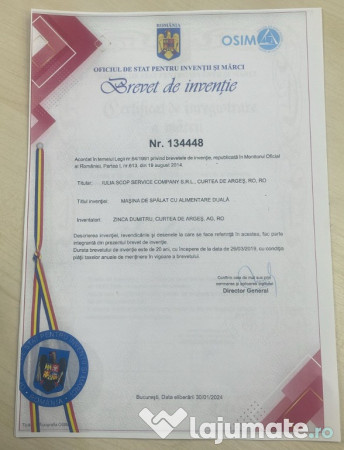 ROMÂNIA
OSIM
OFICIUL DE STAT PENTRU INVENȚII ȘI MĂRCI
Brevet de invenție
Nr. 134448
Acordat în temeiul Legii nr. 64/1991 privind brevetele de invenție, republicată în Monitorul Oficial
al României, Partea I, nr. 613, din 19 august 2014.
Titular: IULIA SCOP SERVICE COMPANY S.R.L., CURTEA DE ARGEȘ, RO, RO
Titlul invenției: MAȘINĂ DE SPĂLAT CU ALIMENTARE DUALĂ
Inventator: ZINCA DUMITRU, CURTEA DE ARGEȘ, AG, RO
Descrierea invenției, revendicările și desenele la care se face referință în acestea, fac parte
integrantă din prezentul brevet de invenție.
Durata brevetului de invenție este de 20 ani, cu începere de la data de 26/03/2019, cu condiția
plății taxelor anuale de menținere în vigoare a brevetului.
Director General
București, Data eliberării: 30/01/2024
lajumate.ro